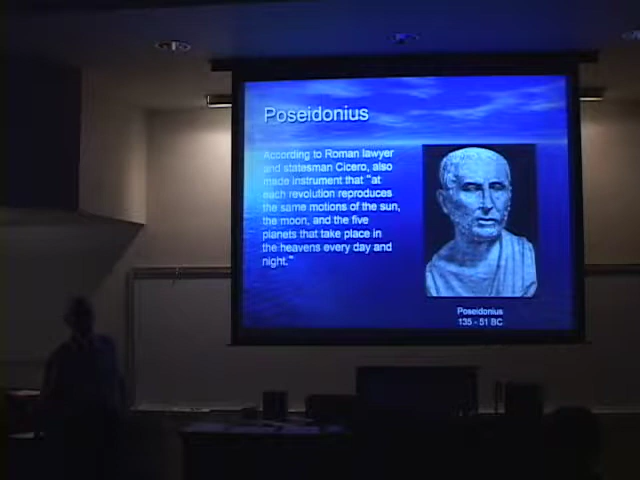 Poseidonius
According to Roman lawyer
and statesman Cicero, also
made instrument that "at
each revolution reproduces
the same motions of the sun,
the moon, and the five
planets that take place in
the heavens every day and
night."
Poseidonius
135 - 51 BC